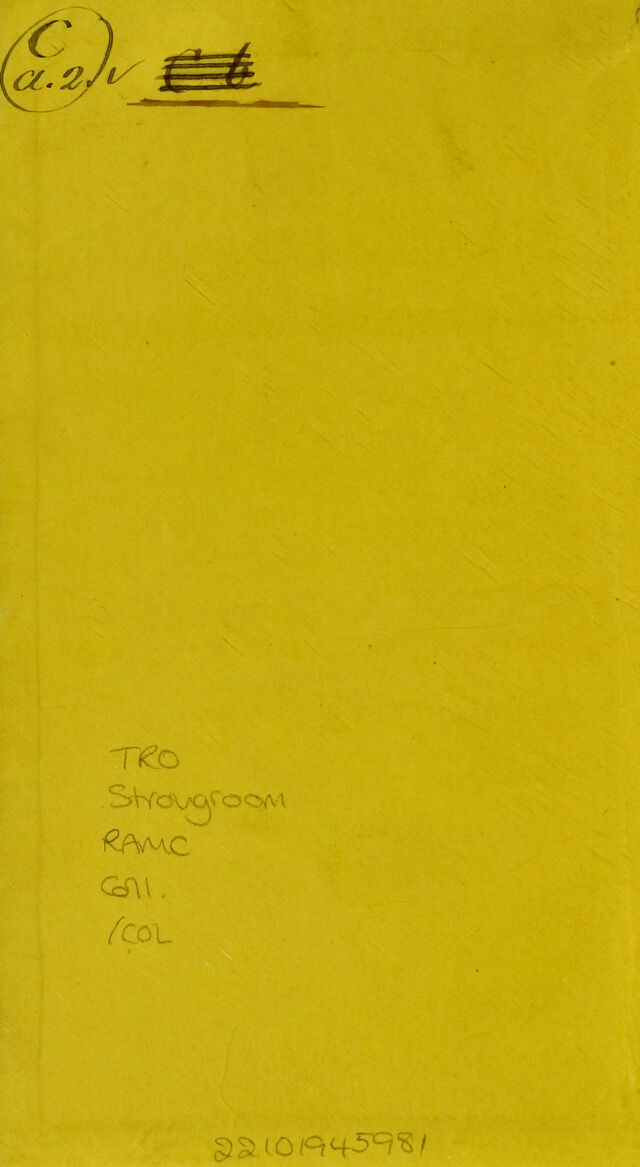 C
a.2.
TRO
Strongroom
RAMC
Coll.
/COL
22101945981